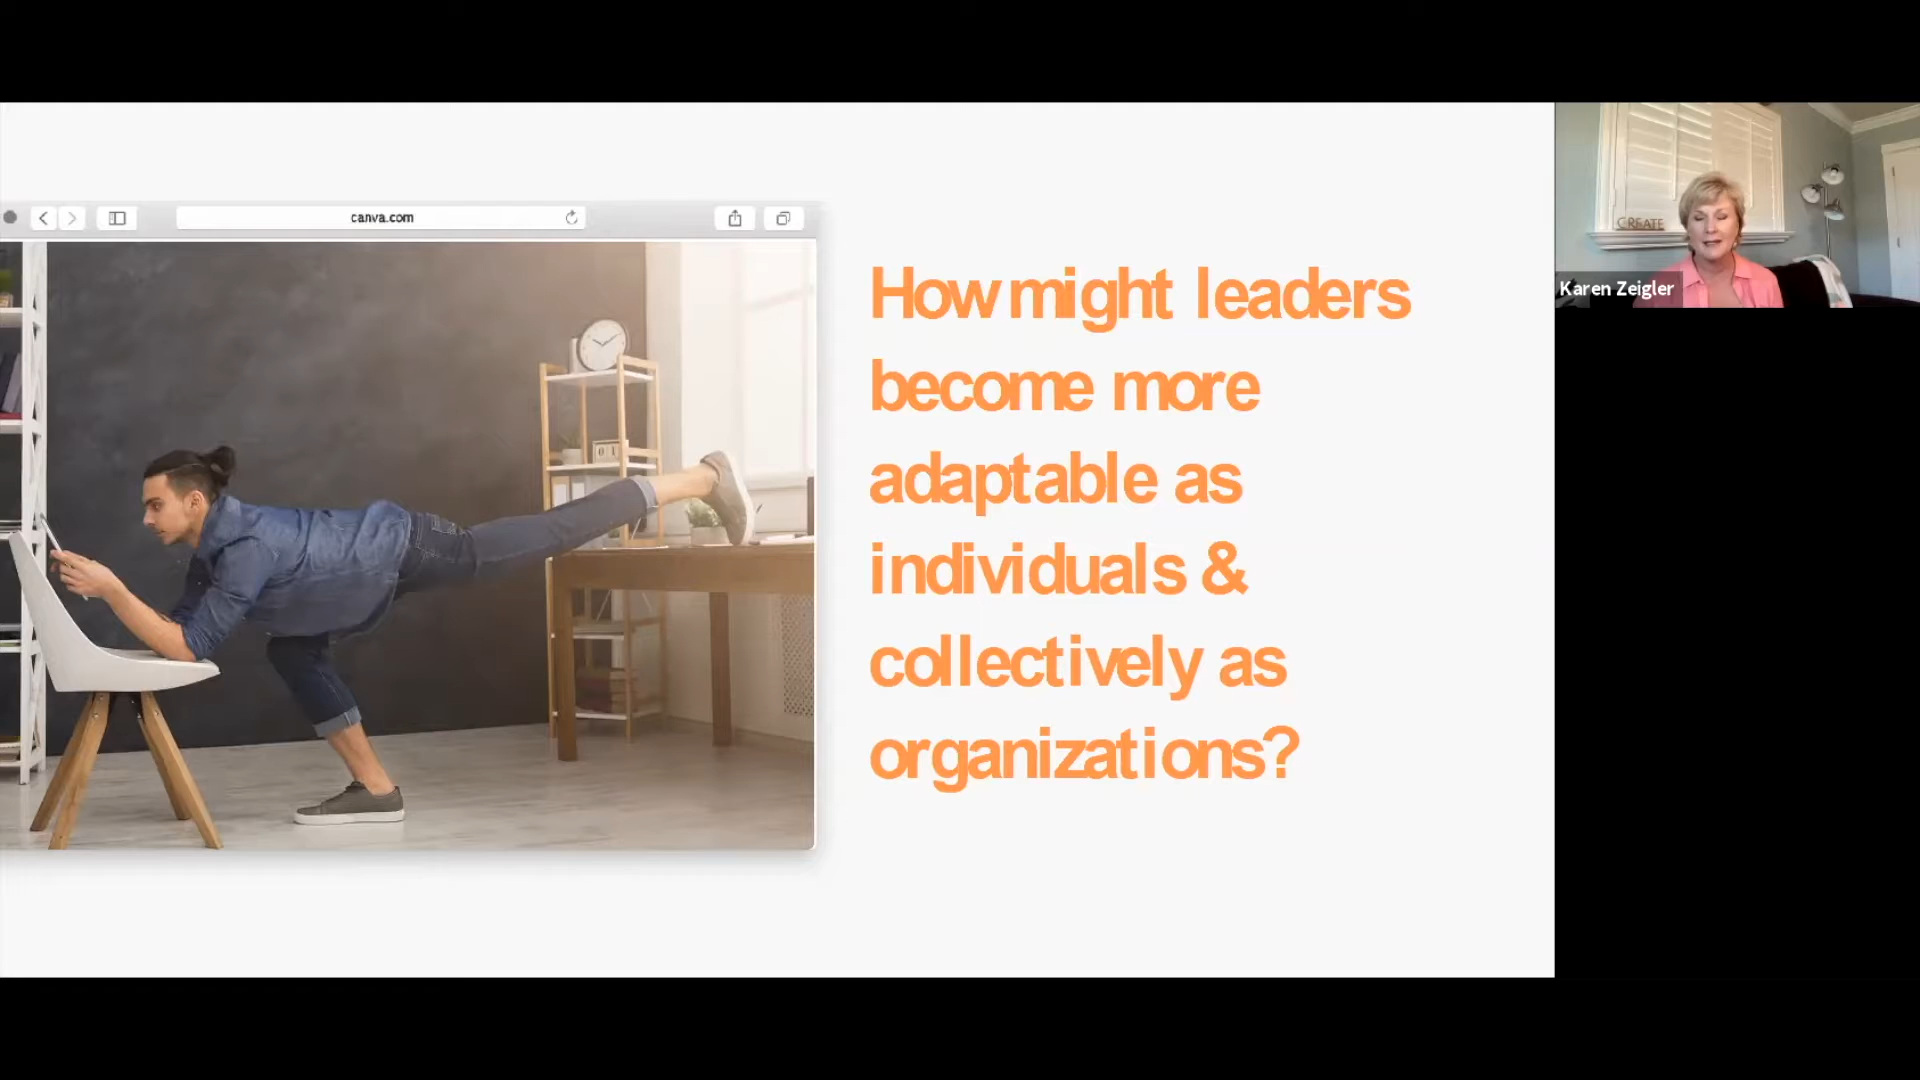 canva.com
How might leaders
become more
adaptable as
individuals &
collectively as
organizations?
CREATE
Karen Zeigler